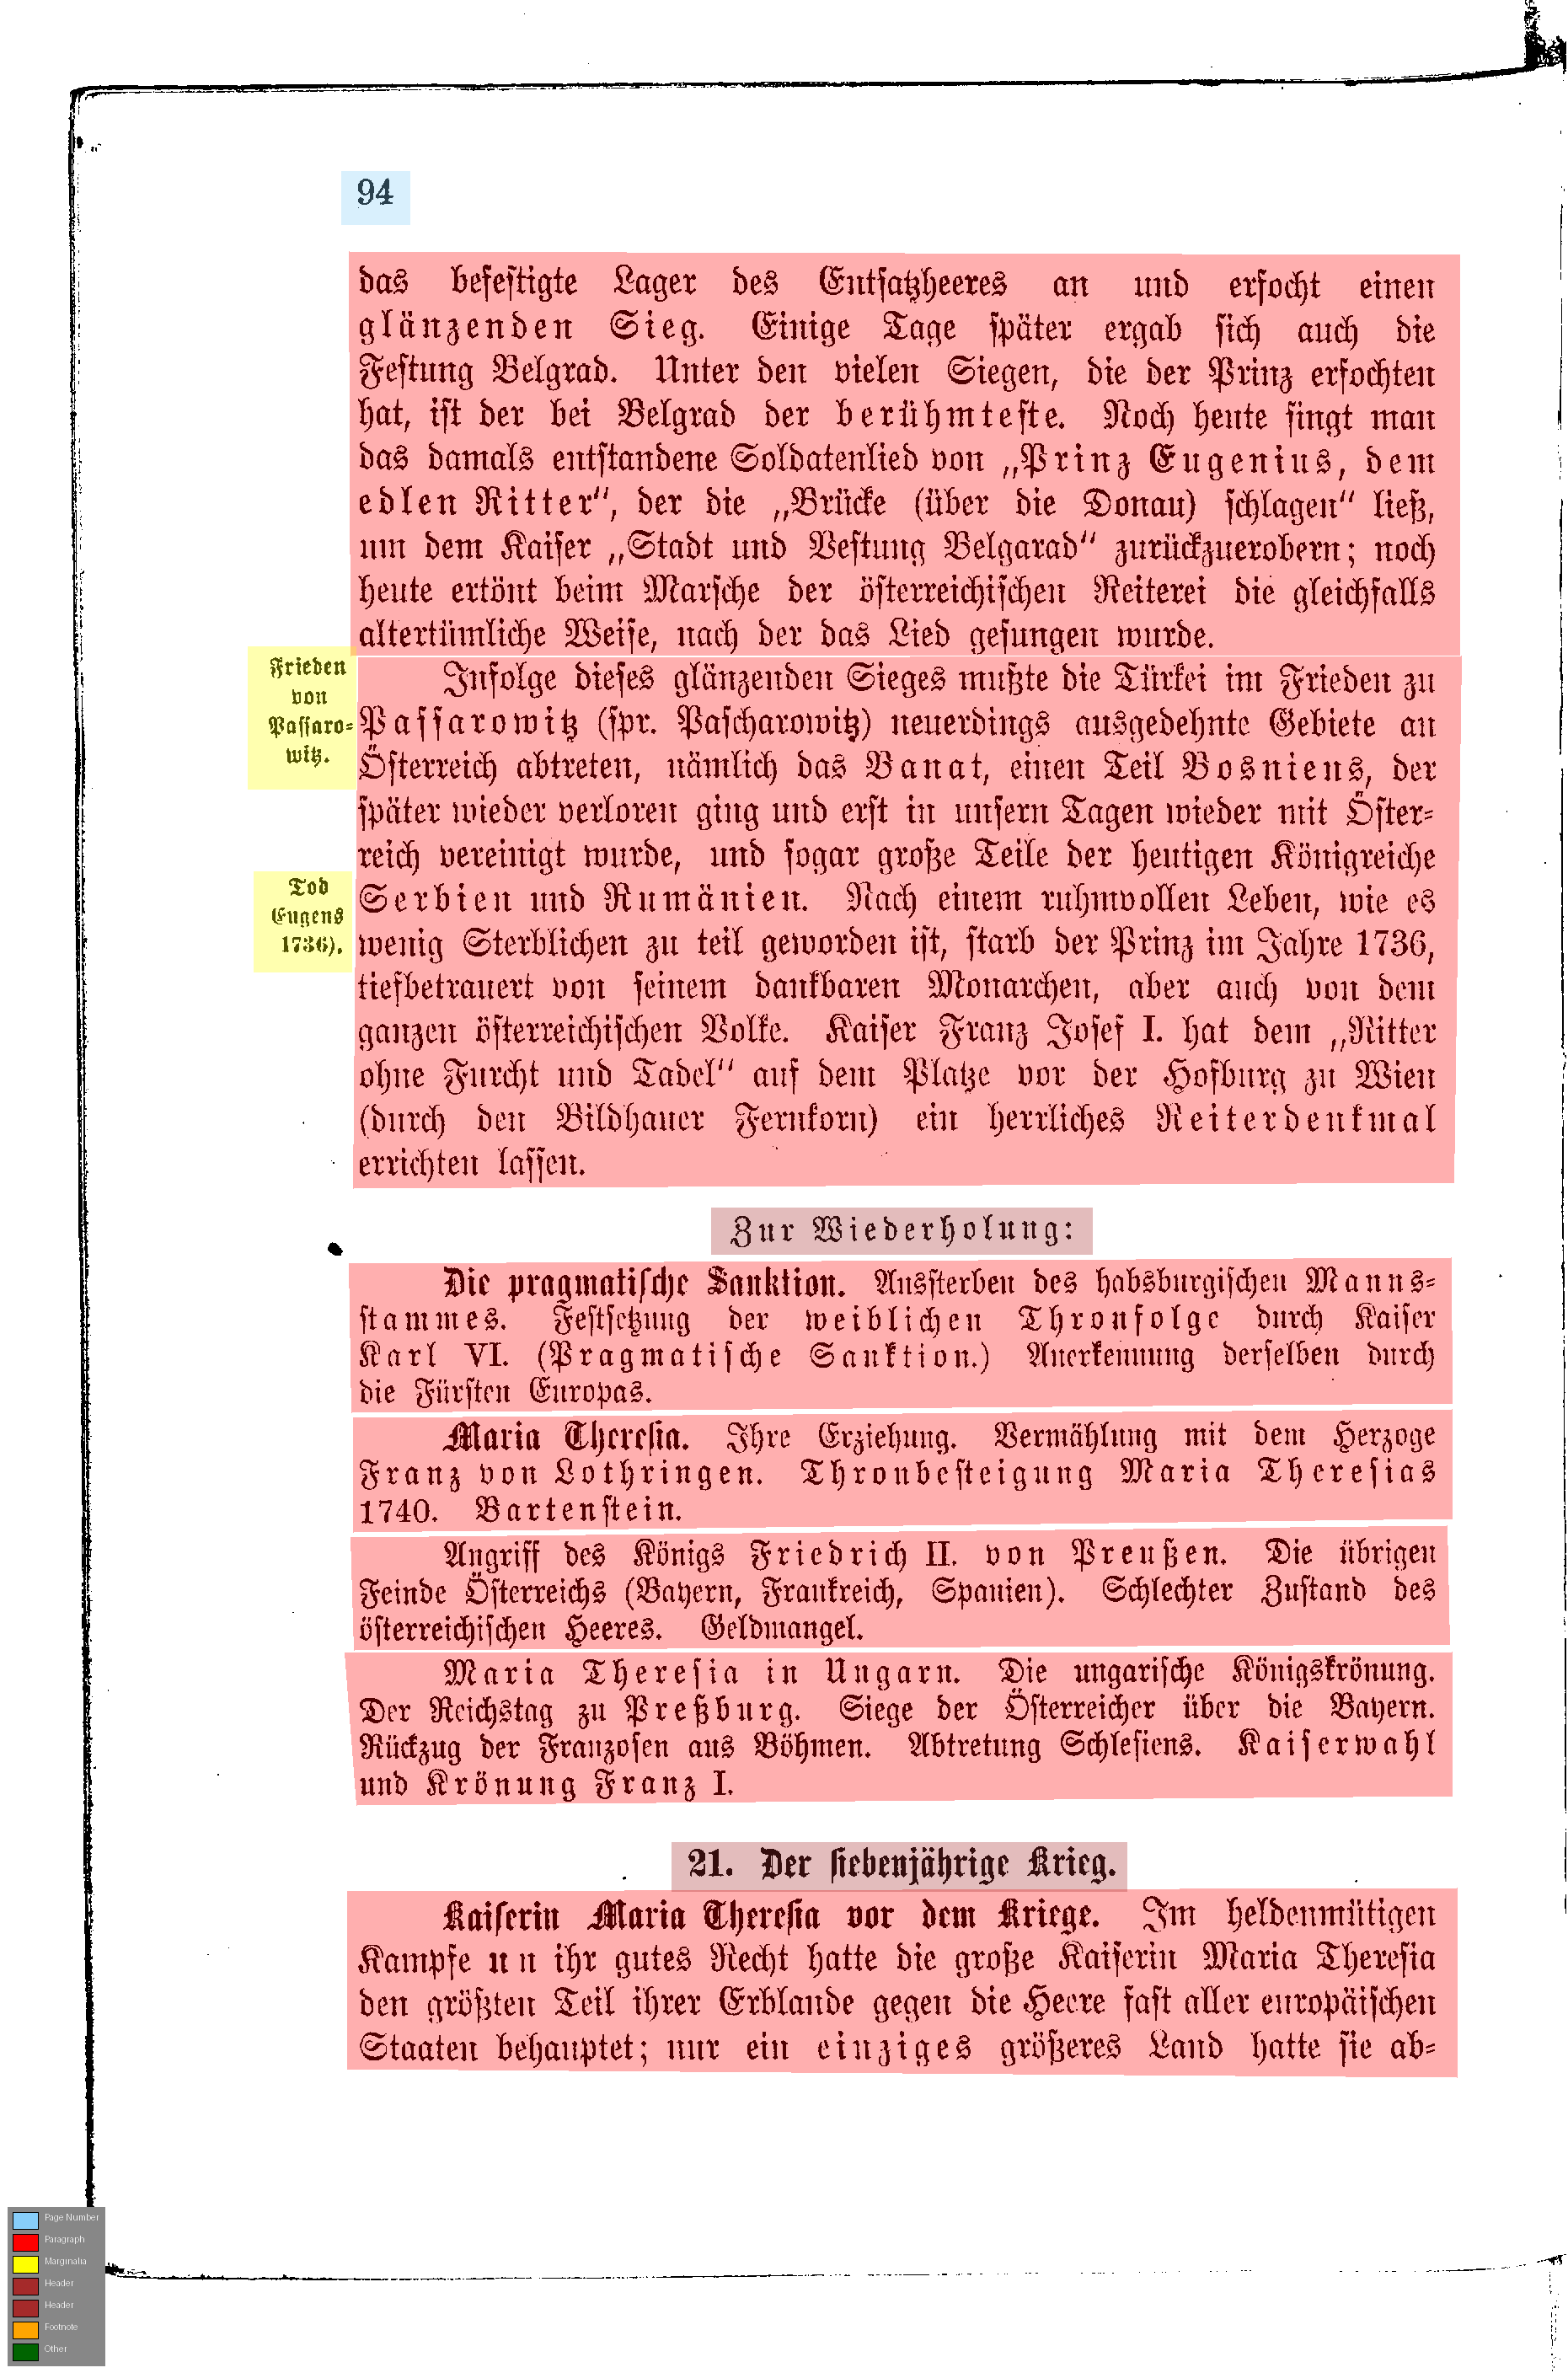 94
das befestigte Lager des Entsatzheeres an und erfocht einen
glänzenden Sieg. Einige Tage später ergab sich auch die
Festung Belgrad. Unter den vielen Siegen, die der Prinz erfochten
hat, ist der bei Belgrad der berühmteste. Noch heute singt man
das damals entstandene Soldatenlied von „Prinz Eugenius, dem
edlen Ritter“, der die „Brücke (über die Donau) schlagen“ ließ,
um dem Kaiser „Stadt und Vestung Belgarad“ zurückzuerobern; noch
heute ertönt beim Marsche der österreichischen Reiterei die gleichfalls
altertümliche Weise, nach der das Lied gesungen wurde.
Frieden
von
Passaro-
witz.
Infolge dieses glänzenden Sieges mußte die Türkei im Frieden zu
Passarowitz (spr. Pascharowitz) neuerdings ausgedehnte Gebiete an
Österreich abtreten, nämlich das Banat, einen Teil Bosniens, der
später wieder verloren ging und erst in unsern Tagen wieder mit Öster-
reich vereinigt wurde, und sogar große Teile der heutigen Königreiche
Tod
Eugens
1736).
Serbien und Rumänien. Nach einem ruhmvollen Leben, wie es
wenig Sterblichen zu teil geworden ist, starb der Prinz im Jahre 1736,
tiefbetrauert von seinem dankbaren Monarchen, aber auch von dem
ganzen österreichischen Volke. Kaiser Franz Josef I. hat dem „Ritter
ohne Furcht und Tadel“ auf dem Platze vor der Hofburg zu Wien
(durch den Bildhauer Fernkorn) ein herrliches Reiterdenkmal
errichten lassen.
Zur Wiederholung:
Die pragmatische Sanktion. Aussterben des habsburgischen Manns-
stammes. Festsetzung der weiblichen Thronfolge durch Kaiser
Karl VI. (Pragmatische Sanktion.) Anerkennung derselben durch
die Fürsten Europas.
Maria Theresia. Ihre Erziehung. Vermählung mit dem Herzoge
Franz von Lothringen. Thronbesteigung Maria Theresias
1740. Bartenstein.
Angriff des Königs Friedrich II. von Preußen. Die übrigen
Feinde Österreichs (Bayern, Frankreich, Spanien). Schlechter Zustand des
österreichischen Heeres. Geldmangel.
Maria Theresia in Ungarn. Die ungarische Königskrönung.
Der Reichstag zu Preßburg. Siege der Österreicher über die Bayern.
Rückzug der Franzosen aus Böhmen. Abtretung Schlesiens. Kaiserwahl
und Krönung Franz I.
21. Der siebenjährige Krieg.
Kaiserin Maria Theresia vor dem Kriege. Im heldenmütigen
Kampfe un ihr gutes Recht hatte die große Kaiserin Maria Theresia
den größten Teil ihrer Erblande gegen die Heere fast aller europäischen
Staaten behauptet; nur ein einziges größeres Land hatte sie ab-
Page Number
Paragraph
Marginalia
Header
Header
Footnote
Other